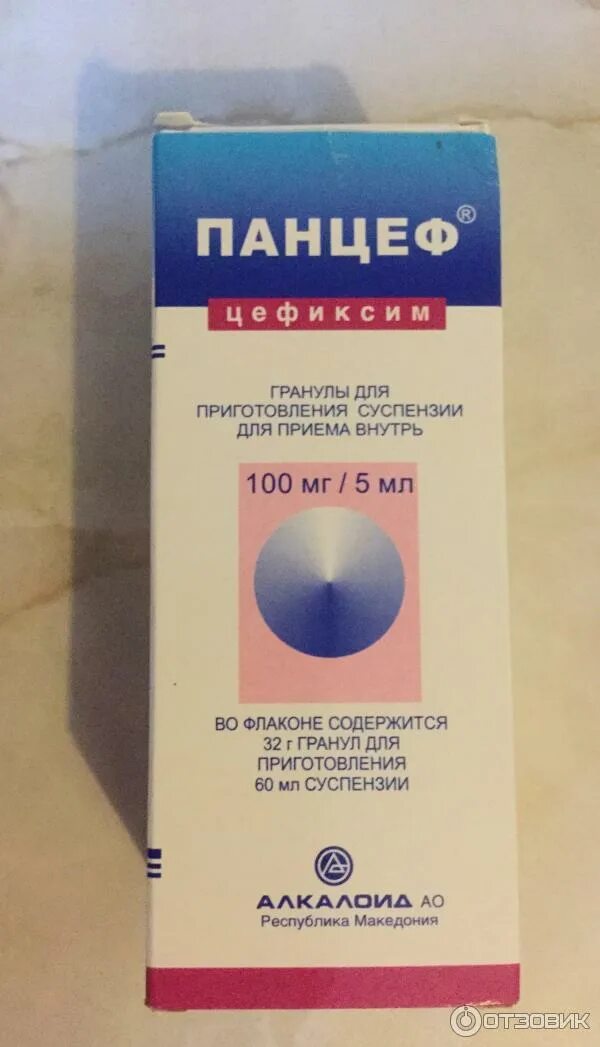 ПАНЦЕФ®
цефиксим
ГРАНУЛЫ ДЛЯ
ПРИГОТОВЛЕНИЯ СУСПЕНЗИИ
ДЛЯ ПРИЕМА ВНУТРЬ
100 мг / 5 мл
ВО ФЛАКОНЕ СОДЕРЖИТСЯ
32 г ГРАНУЛ ДЛЯ
ПРИГОТОВЛЕНИЯ
60 мл СУСПЕНЗИИ
АЛКАЛОИД АО
Республика Македония
ОТЗОВИК